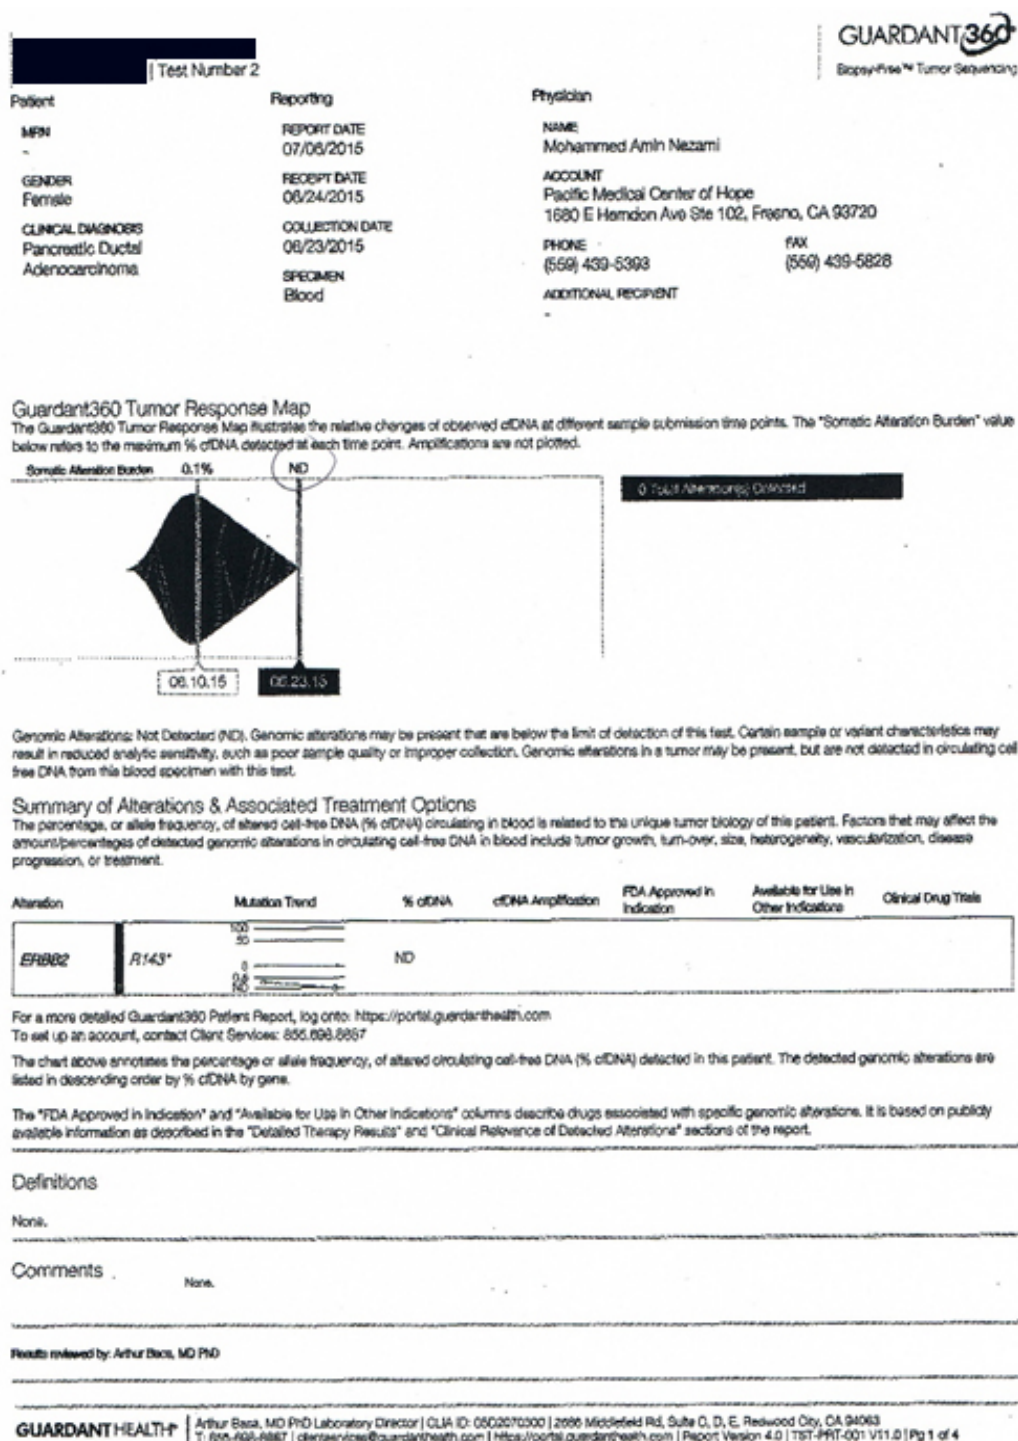 GUARDANT360
Biopsy-Free™ Tumor Sequencing
| Test Number 2
Patient
Reporting
Physician
MRN
-
REPORT DATE
07/06/2015
NAME
Mohammed Amin Nezami
GENDER
Female
RECEIPT DATE
06/24/2015
ACCOUNT
Pacific Medical Center of Hope
1680 E Herndon Ave Ste 102, Fresno, CA 93720
CLINICAL DIAGNOSIS
Pancreatic Ductal
Adenocarcinoma
COLLECTION DATE
06/23/2015
PHONE
(559) 439-5393
FAX
(559) 439-5828
SPECIMEN
Blood
ADDITIONAL RECIPIENT
-
Guardant360 Tumor Response Map
The Guardant360 Tumor Response Map illustrates the relative changes of observed cfDNA at different sample submission time points. The "Somatic Alteration Burden" value
below refers to the maximum % cfDNA detected at each time point. Amplifications are not plotted.
Somatic Alteration Burden 0.1% ND
0 Total Alteration(s) Detected
06.10.15 06.23.15
Genomic Alterations: Not Detected (ND). Genomic alterations may be present that are below the limit of detection of this test. Certain sample or variant characteristics may
result in reduced analytic sensitivity, such as poor sample quality or improper collection. Genomic alterations in a tumor may be present, but are not detected in circulating cell
free DNA from this blood specimen with this test.
Summary of Alterations & Associated Treatment Options
The percentage, or allele frequency, of altered cell-free DNA (% cfDNA) circulating in blood is related to the unique tumor biology of this patient. Factors that may affect the
amount/percentages of detected genomic alterations in circulating cell-free DNA in blood include tumor growth, turn-over, size, heterogeneity, vascularization, disease
progression, or treatment.
Alteration Mutation Trend % cfDNA cfDNA Amplification FDA Approved in Indication Available for Use in Other Indications Clinical Drug Trials
100
50
0
ND
ERBB2 R143* ND
For a more detailed Guardant360 Patient Report, log onto: https://portal.guardanthealth.com
To set up an account, contact Client Services: 855.698.8887
The chart above annotates the percentage or allele frequency, of altered circulating cell-free DNA (% cfDNA) detected in this patient. The detected genomic alterations are
listed in descending order by % cfDNA by gene.
The "FDA Approved in Indication" and "Available for Use in Other Indications" columns describe drugs associated with specific genomic alterations. It is based on publicly
available information as described in the "Detailed Therapy Results" and "Clinical Relevance of Detected Alterations" sections of the report.
Definitions
None.
Comments
None.
Results reviewed by: Arthur Baca, MD PhD
GUARDANTHEALTH
Arthur Baca, MD PhD Laboratory Director | CLIA ID: 05D2070300 | 2686 Middlefield Rd, Suite C, D, E, Redwood City, CA 94063
T: 855-698-8887 | clientservices@guardanthealth.com | https://portal.guardanthealth.com | Report Version 4.0 | TST-PRT-001 V11.0 | Pg 1 of 4